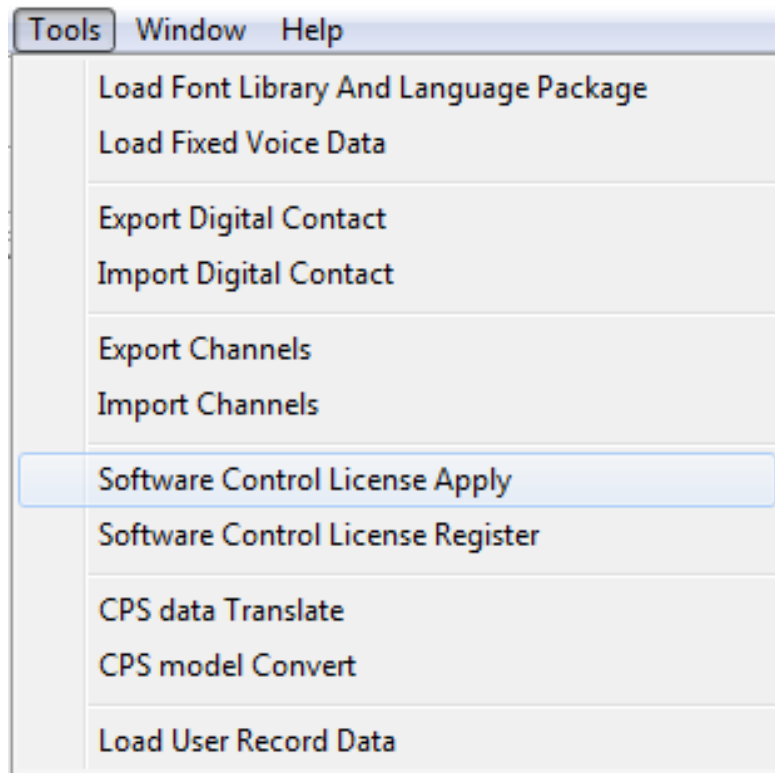 Tools Window Help
Load Font Library And Language Package
Load Fixed Voice Data
Export Digital Contact
Import Digital Contact
Export Channels
Import Channels
Software Control License Apply
Software Control License Register
CPS data Translate
CPS model Convert
Load User Record Data